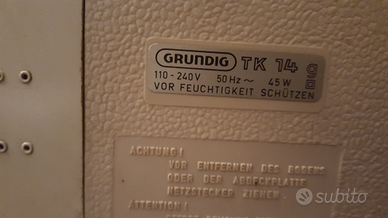 GRUNDIG TK 14
110-240V 50Hz~ 45W
VOR FEUCHTIGKEIT SCHÜTZEN
ACHTUNG!
VOR ENTFERNEN DES BODENS
ODER DER ABDECKPLATTE
NETZSTECKER ZIEHEN.
ATTENTION!
subito